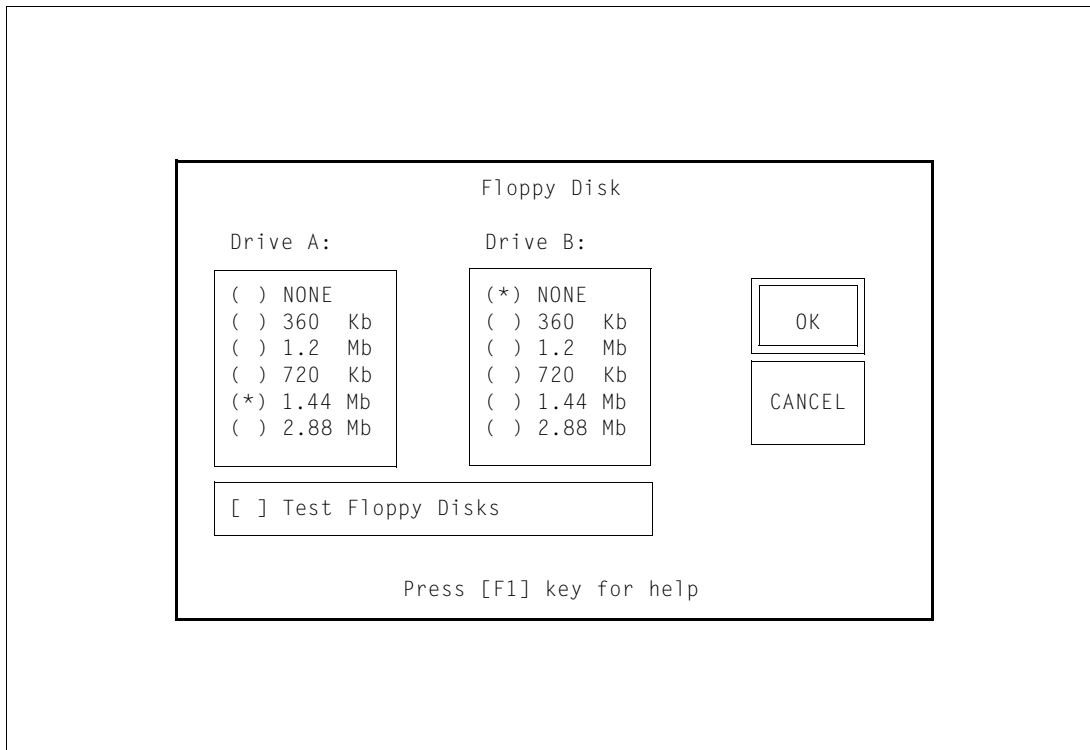 Floppy Disk
Drive A:
( ) NONE
( ) 360 Kb
( ) 1.2 Mb
( ) 720 Kb
(*) 1.44 Mb
( ) 2.88 Mb
Drive B:
(*) NONE
( ) 360 Kb
( ) 1.2 Mb
( ) 720 Kb
( ) 1.44 Mb
( ) 2.88 Mb
OK
CANCEL
[ ] Test Floppy Disks
Press [F1] key for help